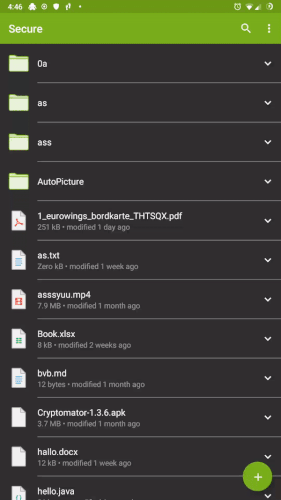 4:46
Secure
0a
as
ass
AutoPicture
1_eurowings_bordkarte_THTSQX.pdf
251 kB • modified 1 day ago
as.txt
Zero kB • modified 1 week ago
asssyuu.mp4
7.9 MB • modified 1 month ago
Book.xlsx
8 kB • modified 2 weeks ago
bvb.md
12 bytes • modified 1 month ago
Cryptomator-1.3.6.apk
3.7 MB • modified 1 month ago
hallo.docx
12 kB • modified 1 week ago
hello.java